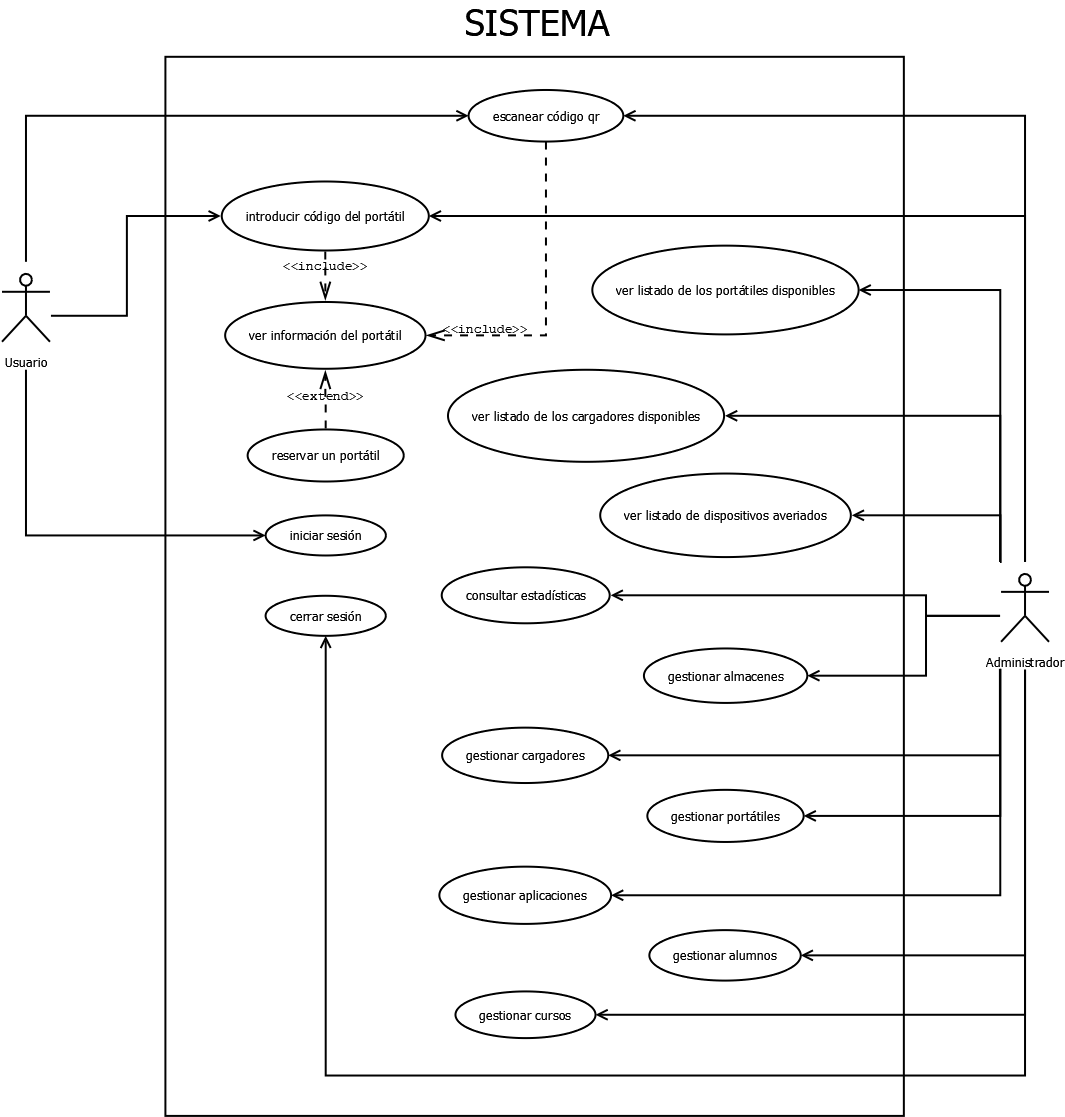 SISTEMA
escanear código qr
introducir código del portátil
<<include>>
ver listado de los portátiles disponibles
<<include>>
ver información del portátil
Usuario
<<extend>>
ver listado de los cargadores disponibles
reservar un portátil
ver listado de dispositivos averiados
iniciar sesión
consultar estadísticas
cerrar sesión
Administrador
gestionar almacenes
gestionar cargadores
gestionar portátiles
gestionar aplicaciones
gestionar alumnos
gestionar cursos